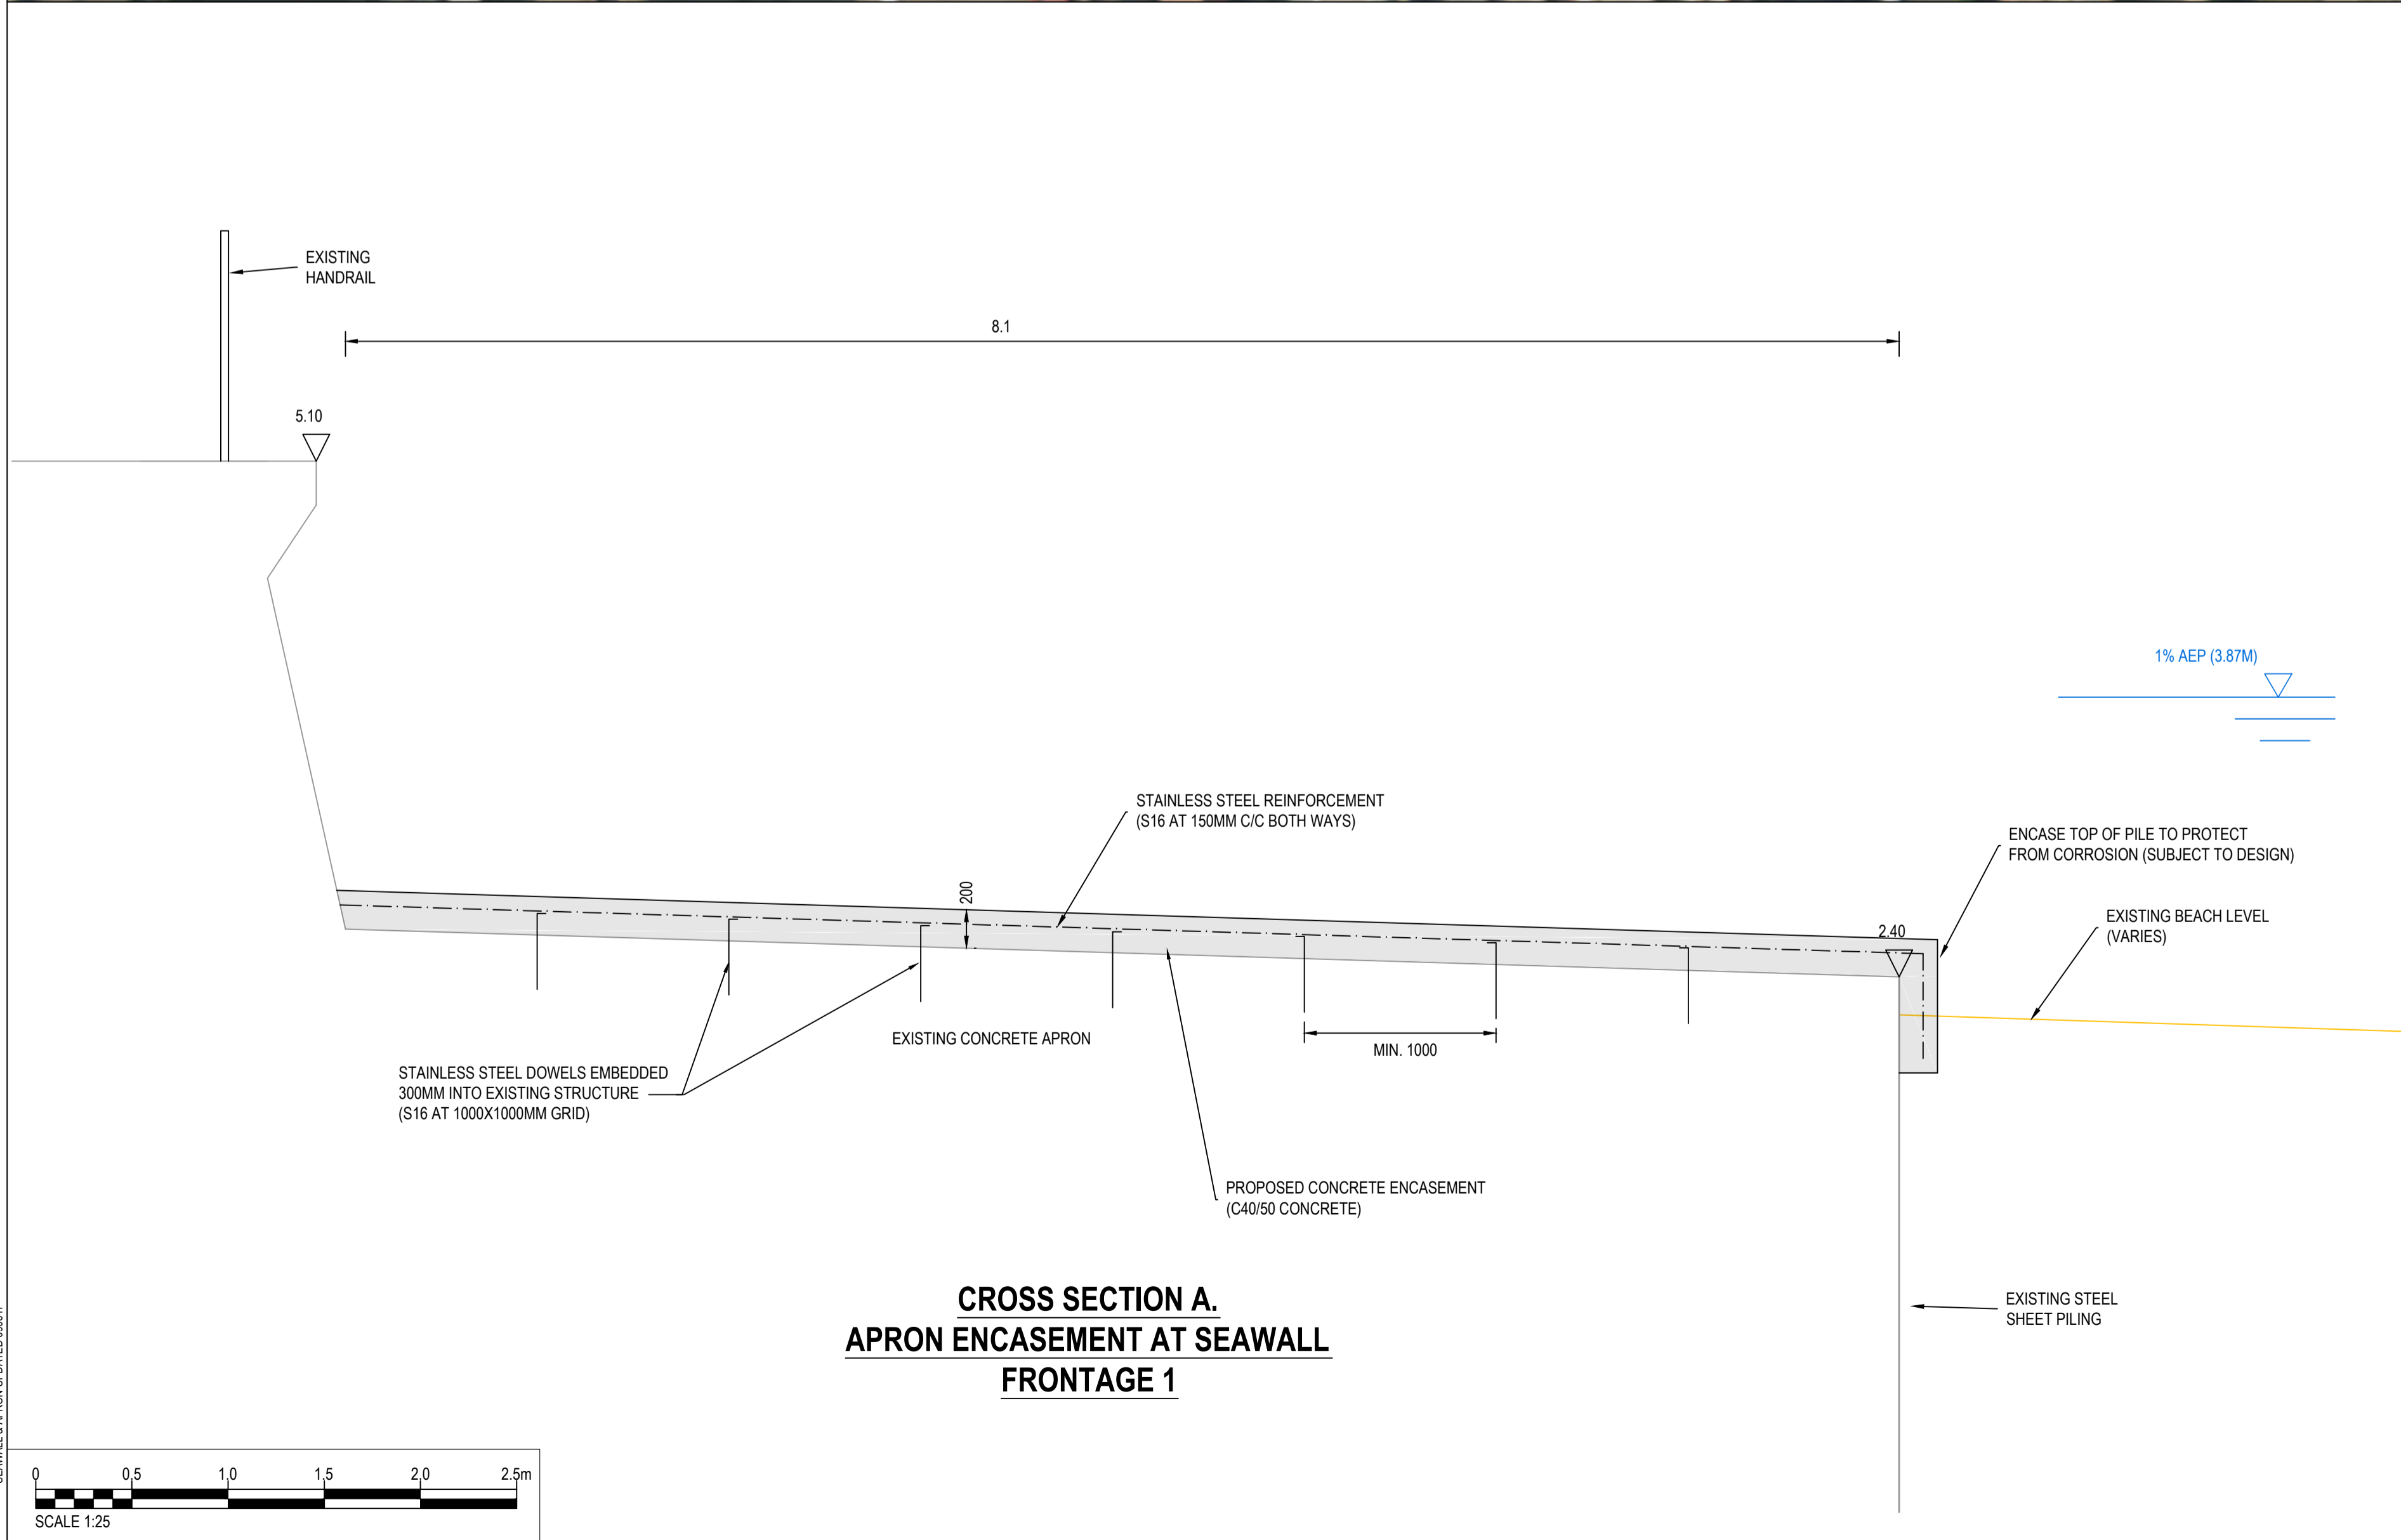 EXISTING
HANDRAIL
8.1
5.10
1% AEP (3.87M)
STAINLESS STEEL REINFORCEMENT
(S16 AT 150MM C/C BOTH WAYS)
ENCASE TOP OF PILE TO PROTECT
FROM CORROSION (SUBJECT TO DESIGN)
200
2.40
EXISTING BEACH LEVEL
(VARIES)
EXISTING CONCRETE APRON
MIN. 1000
STAINLESS STEEL DOWELS EMBEDDED
300MM INTO EXISTING STRUCTURE
(S16 AT 1000X1000MM GRID)
PROPOSED CONCRETE ENCASEMENT
(C40/50 CONCRETE)
CROSS SECTION A.
APRON ENCASEMENT AT SEAWALL
FRONTAGE 1
EXISTING STEEL
SHEET PILING
0 0.5 1.0 1.5 2.0 2.5m
SCALE 1:25